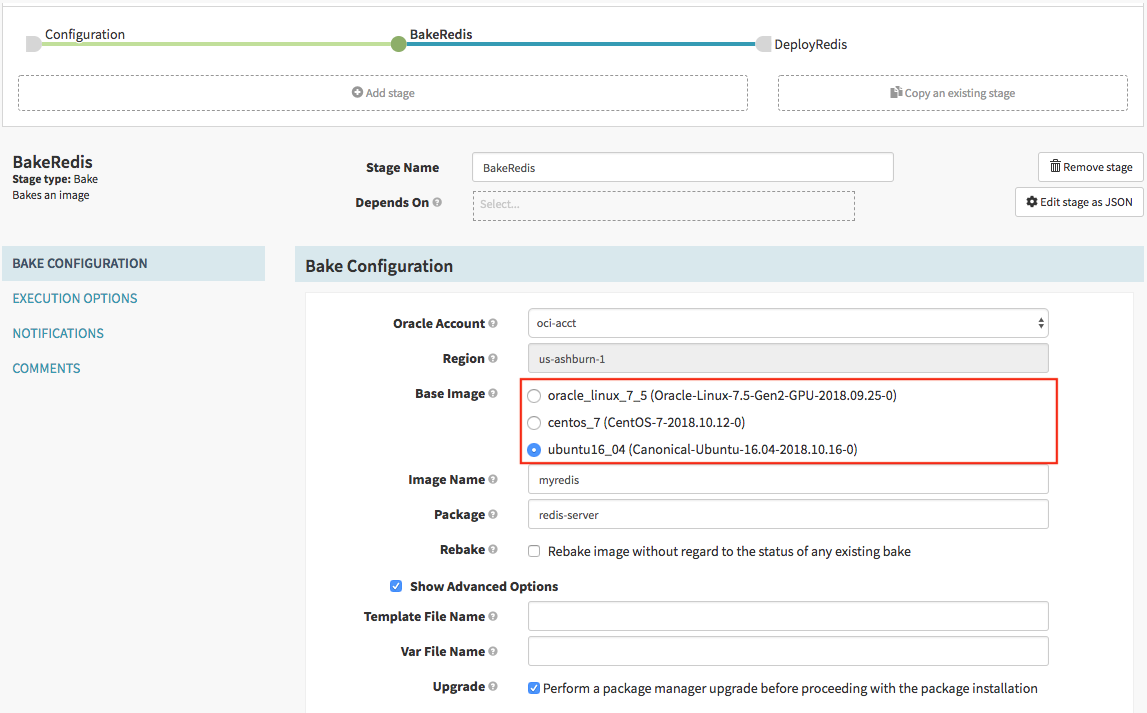 Configuration
BakeRedis
DeployRedis
Add stage
Copy an existing stage
BakeRedis
Stage type: Bake
Bakes an image
Stage Name
BakeRedis
Remove stage
Depends On
Select...
Edit stage as JSON
BAKE CONFIGURATION
EXECUTION OPTIONS
NOTIFICATIONS
COMMENTS
Bake Configuration
Oracle Account
oci-acct
Region
us-ashburn-1
Base Image
oracle_linux_7_5 (Oracle-Linux-7.5-Gen2-GPU-2018.09.25-0)
centos_7 (CentOS-7-2018.10.12-0)
ubuntu16_04 (Canonical-Ubuntu-16.04-2018.10.16-0)
Image Name
myredis
Package
redis-server
Rebake
Rebake image without regard to the status of any existing bake
Show Advanced Options
Template File Name
Var File Name
Upgrade
Perform a package manager upgrade before proceeding with the package installation